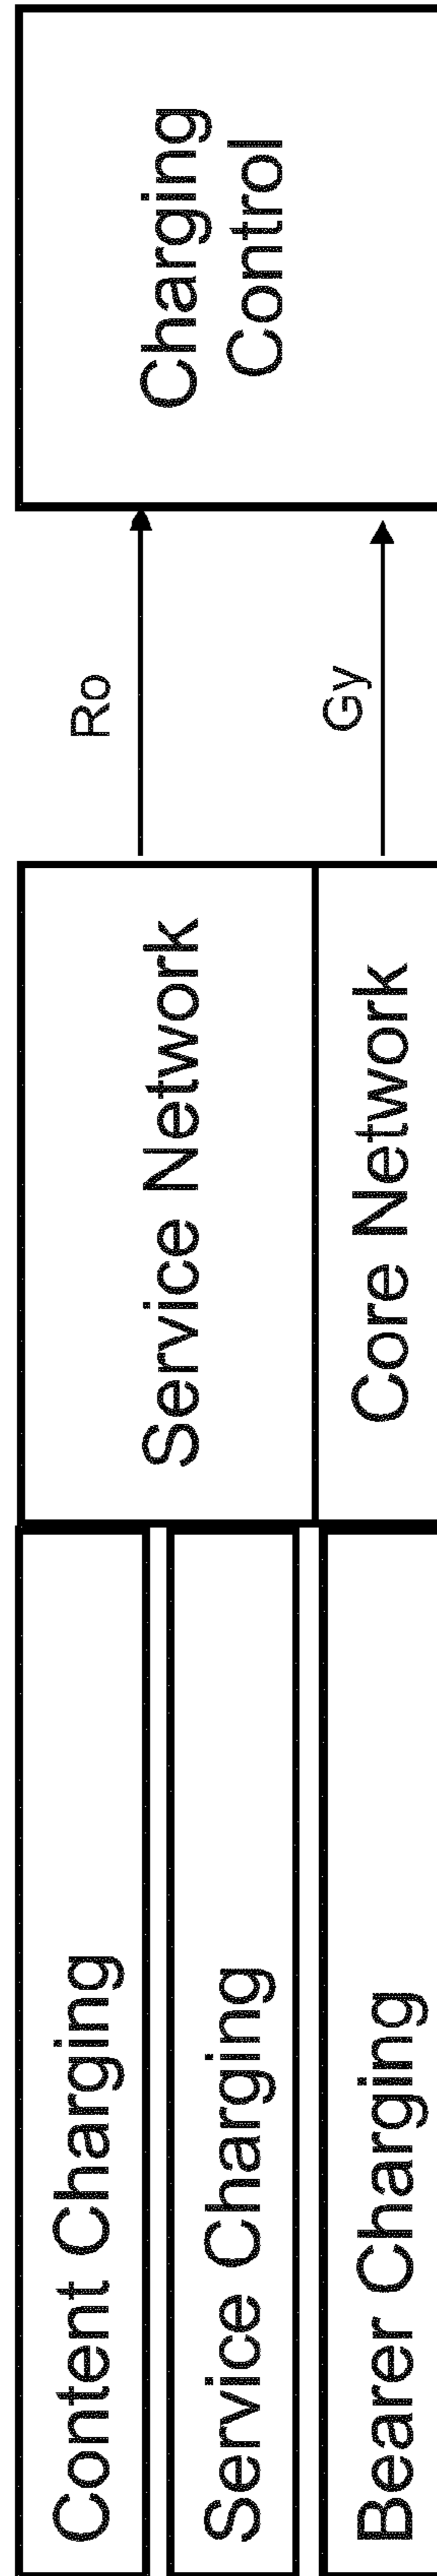 Content Charging
Service Charging
Bearer Charging
Service Network
Core Network
Ro
Gy
Charging
Control